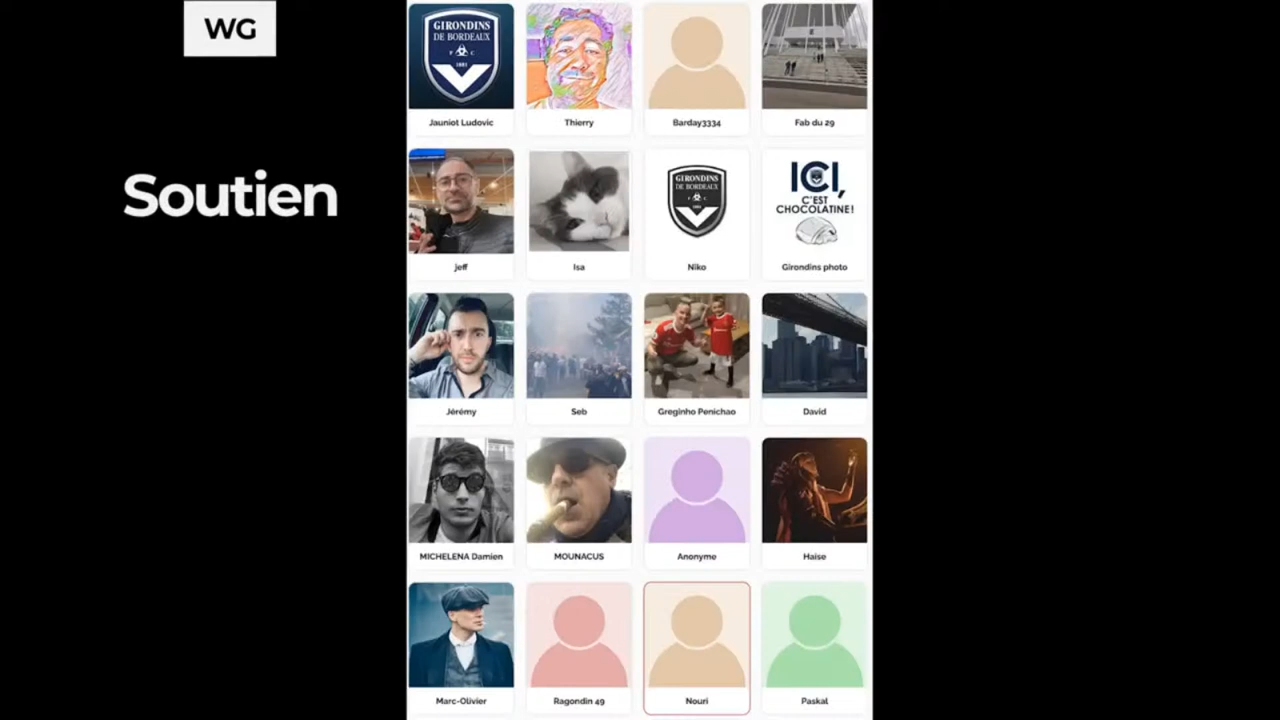 WG
Soutien
GIRONDINS
DE BORDEAUX
F C
1881
Jauniot Ludovic
Thierry
Barday3334
Fab du 29
GIRONDINS
DE BORDEAUX
F C
ICI,
C'EST
CHOCOLATINE!
jeff
Isa
Niko
Girondins photo
Jérémy
Seb
Greginho Penichao
David
MICHELENA Damien
MOUNACUS
Anonyme
Haise
Marc-Olivier
Ragondin 49
Nouri
Paskal